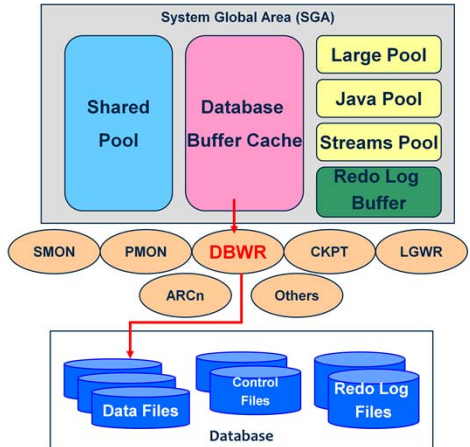 System Global Area (SGA)
Shared
Pool
Database
Buffer Cache
Large Pool
Java Pool
Streams Pool
Redo Log
Buffer
SMON
PMON
DBWR
CKPT
LGWR
ARCn
Others
Data Files
Control
Files
Redo Log
Files
Database